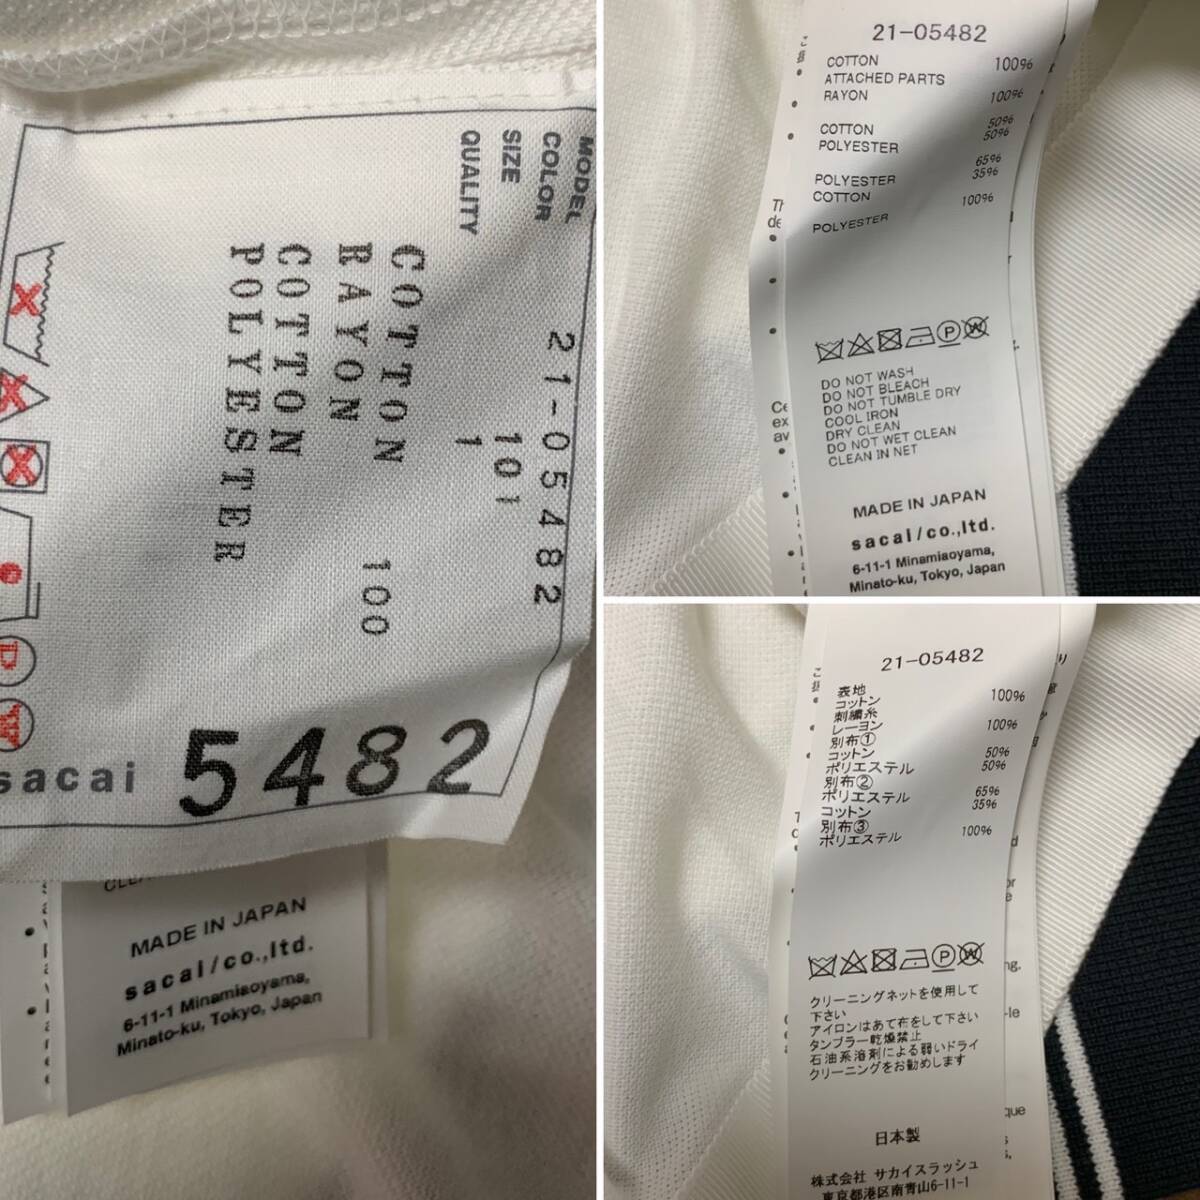 MODEL 21-05482
COLOR 101
SIZE 1
QUALITY
COTTON 100
RAYON
COTTON
POLYESTER
sacai 5482
MADE IN JAPAN
sacai/co.,ltd.
6-11-1 Minamiaoyama,
Minato-ku, Tokyo, Japan
21-05482
COTTON 100%
ATTACHED PARTS
RAYON 100%
COTTON 50%
POLYESTER 50%
POLYESTER 65%
COTTON 35%
POLYESTER 100%
DO NOT WASH
DO NOT BLEACH
DO NOT TUMBLE DRY
COOL IRON
DRY CLEAN
DO NOT WET CLEAN
CLEAN IN NET
MADE IN JAPAN
sacai/co.,ltd.
6-11-1 Minamiaoyama,
Minato-ku, Tokyo, Japan
21-05482
表地
コットン 100%
刺繍糸
レーヨン 100%
別布①
コットン 50%
ポリエステル 50%
別布②
ポリエステル 65%
コットン 35%
別布③
ポリエステル 100%
クリーニングネットを使用して
下さい
アイロンはあて布をして下さい
タンブラー乾燥禁止
石油系溶剤による弱いドライ
クリーニングをお勧めします
日本製
株式会社 サカイスラッシュ
東京都港区南青山6-11-1